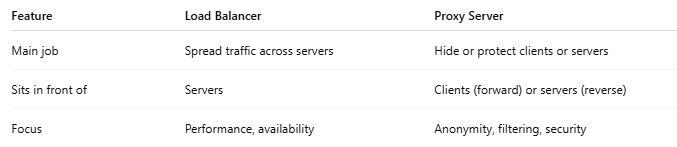 Feature Load Balancer Proxy Server
Main job Spread traffic across servers Hide or protect clients or servers
Sits in front of Servers Clients (forward) or servers (reverse)
Focus Performance, availability Anonymity, filtering, security